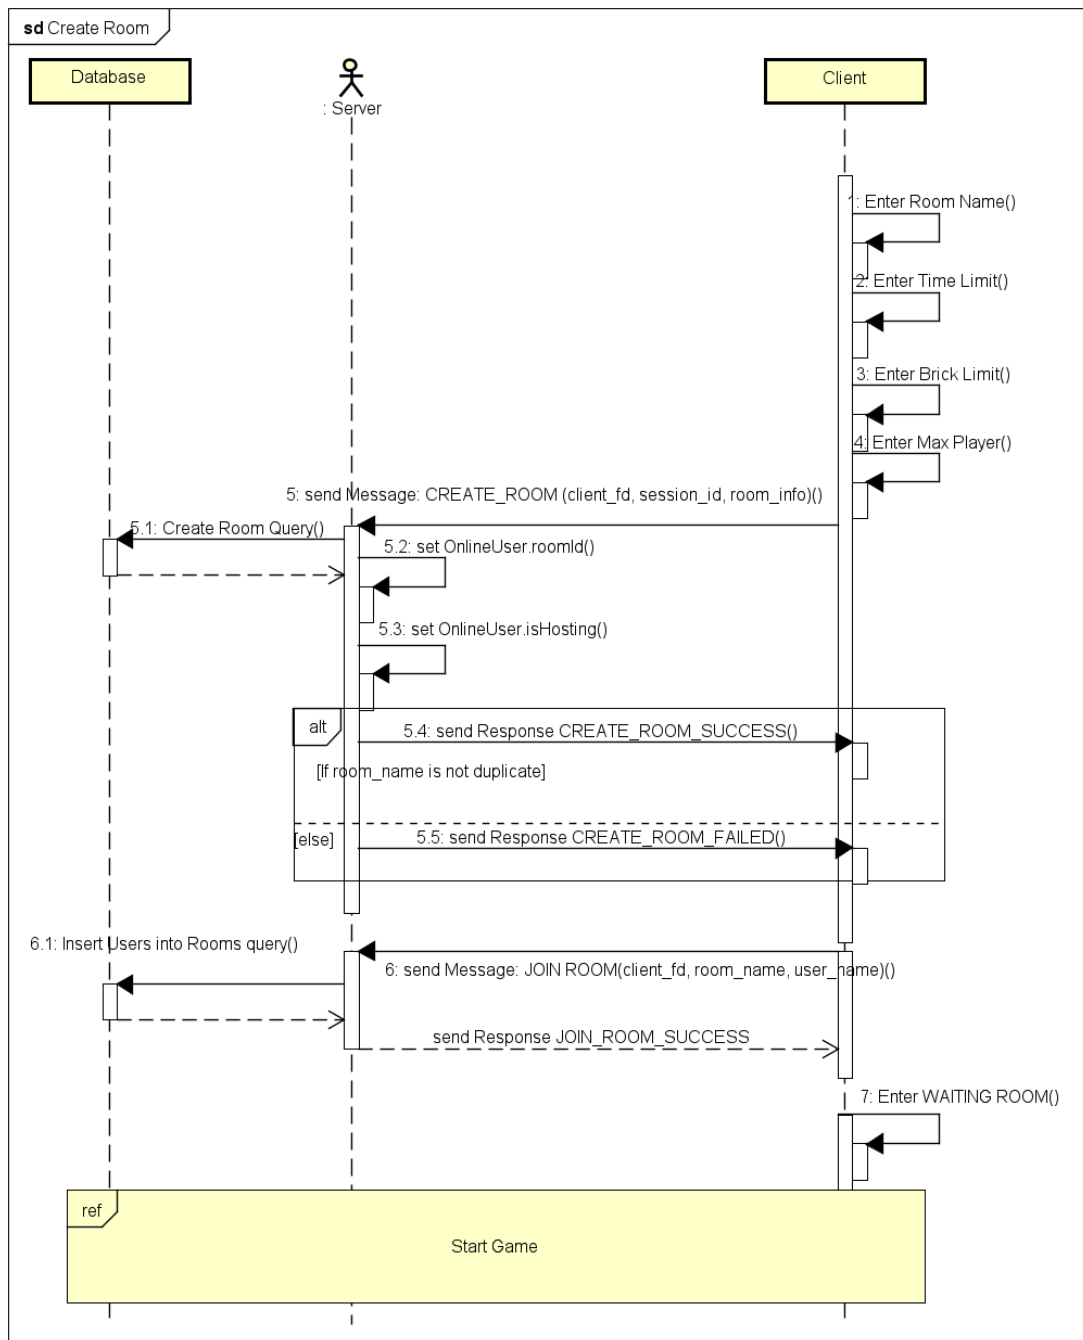 sd Create Room
Database
: Server
Client
1: Enter Room Name()
2: Enter Time Limit()
3: Enter Brick Limit()
4: Enter Max Player()
5: send Message: CREATE_ROOM (client_fd, session_id, room_info)()
5.1: Create Room Query()
5.2: set OnlineUser.roomId()
5.3: set OnlineUser.isHosting()
alt
5.4: send Response CREATE_ROOM_SUCCESS()
[If room_name is not duplicate]
[else]
5.5: send Response CREATE_ROOM_FAILED()
6.1: Insert Users into Rooms query()
6: send Message: JOIN ROOM(client_fd, room_name, user_name)()
send Response JOIN_ROOM_SUCCESS
7: Enter WAITING ROOM()
ref
Start Game